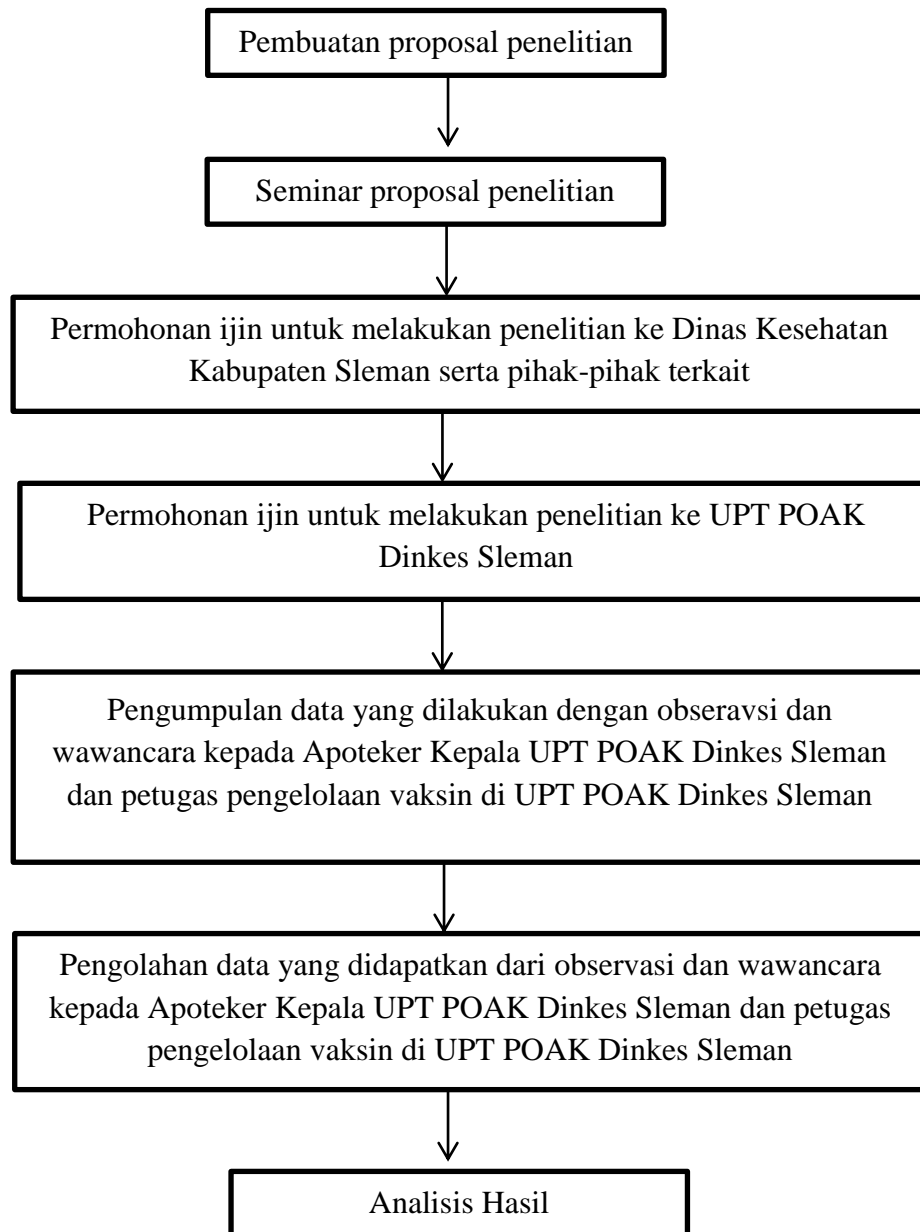 Pembuatan proposal penelitian
Seminar proposal penelitian
Permohonan ijin untuk melakukan penelitian ke Dinas Kesehatan
Kabupaten Sleman serta pihak-pihak terkait
Permohonan ijin untuk melakukan penelitian ke UPT POAK
Dinkes Sleman
Pengumpulan data yang dilakukan dengan obseravsi dan
wawancara kepada Apoteker Kepala UPT POAK Dinkes Sleman
dan petugas pengelolaan vaksin di UPT POAK Dinkes Sleman
Pengolahan data yang didapatkan dari observasi dan wawancara
kepada Apoteker Kepala UPT POAK Dinkes Sleman dan petugas
pengelolaan vaksin di UPT POAK Dinkes Sleman
Analisis Hasil